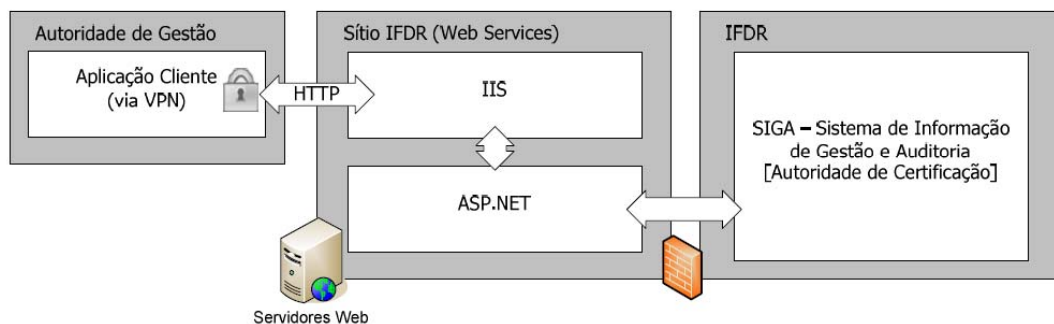 Autoridade de Gestão
Aplicação Cliente
(via VPN)
HTTP
Sítio IFDR (Web Services)
IIS
ASP.NET
Servidores Web
IFDR
SIGA – Sistema de Informação
de Gestão e Auditoria
[Autoridade de Certificação]